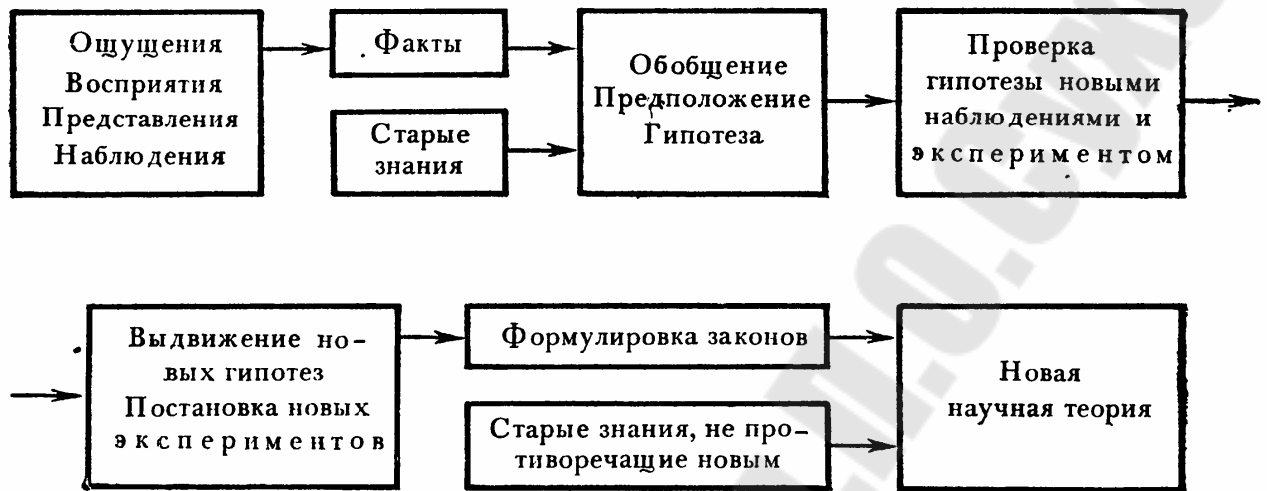 Ощущения
Восприятия
Представления
Наблюдения
Факты
Старые
знания
Обобщение
Предположение
Гипотеза
Проверка
гипотезы новыми
наблюдениями и
экспериментом
Выдвижение но-
вых гипотез
Постановка новых
экспериментов
Формулировка законов
Старые знания, не про-
тиворечащие новым
Новая
научная теория